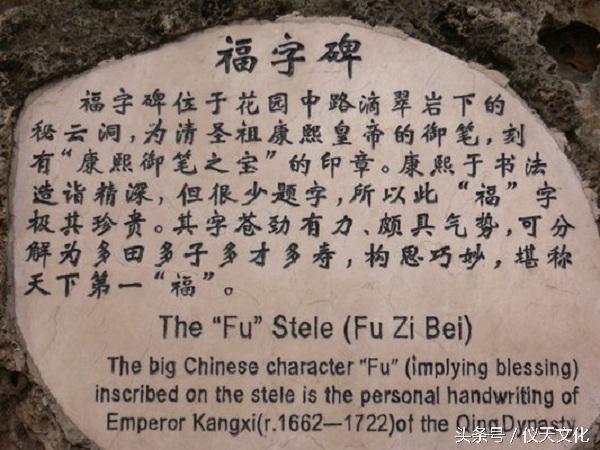 福字碑
福字碑位于花园中路滴翠岩下的
秘云洞,为清圣祖康熙皇帝的御笔,刻
有“康熙御笔之宝”的印章。康熙于书法
造诣精深,但很少题字,所以此“福”字
极其珍贵。其字苍劲有力、颇具气势,可分
解为多田多子多才多寿,构思巧妙,堪称
天下第一“福”。
The "Fu" Stele (Fu Zi Bei)
The big Chinese character "Fu" (implying blessing)
inscribed on the stele is the personal handwriting of
Emperor Kangxi(r.1662—1722)of the Qing Dynasty
头条号 / 仪天文化